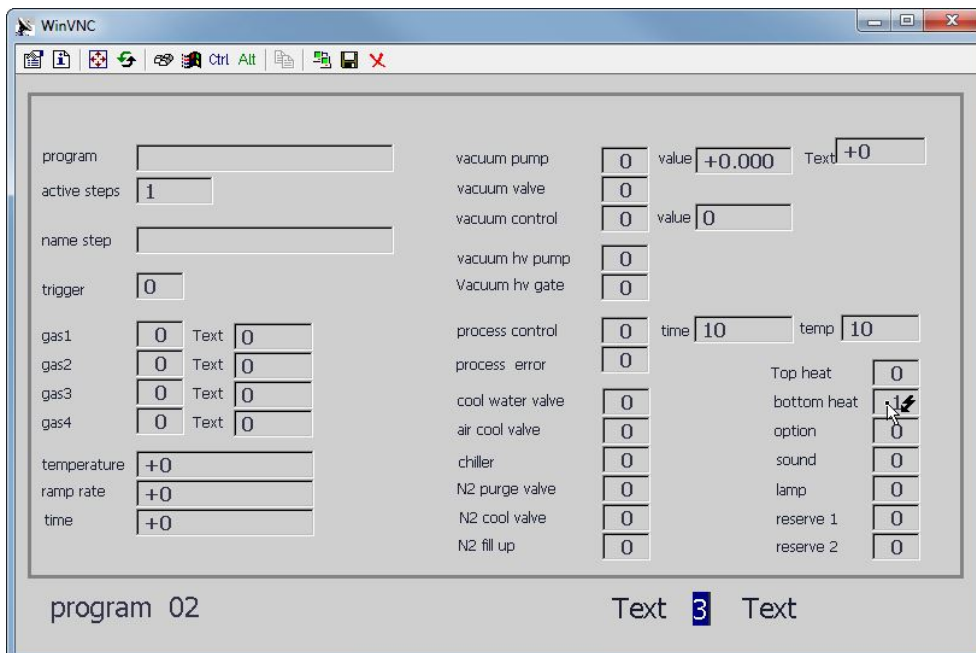 WinVNC
Ctrl Alt
program
active steps 1
name step
trigger 0
gas1 0 Text 0
gas2 0 Text 0
gas3 0 Text 0
gas4 0 Text 0
temperature +0
ramp rate +0
time +0
vacuum pump 0 value +0.000 Text +0
vacuum valve 0
vacuum control 0 value 0
vacuum hv pump 0
Vacuum hv gate 0
process control 0 time 10 temp 10
process error 0
cool water valve 0
air cool valve 0
chiller 0
N2 purge valve 0
N2 cool valve 0
N2 fill up 0
Top heat 0
bottom heat 1
option 0
sound 0
lamp 0
reserve 1 0
reserve 2 0
program 02
Text 3 Text